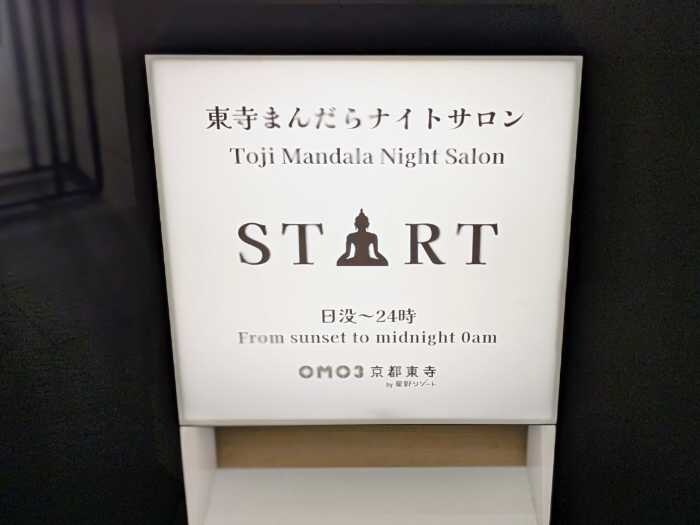 東寺まんだらナイトサロン
Toji Mandala Night Salon
START
日没～24時
From sunset to midnight 0am
OMO3 京都東寺
by 星野リゾート